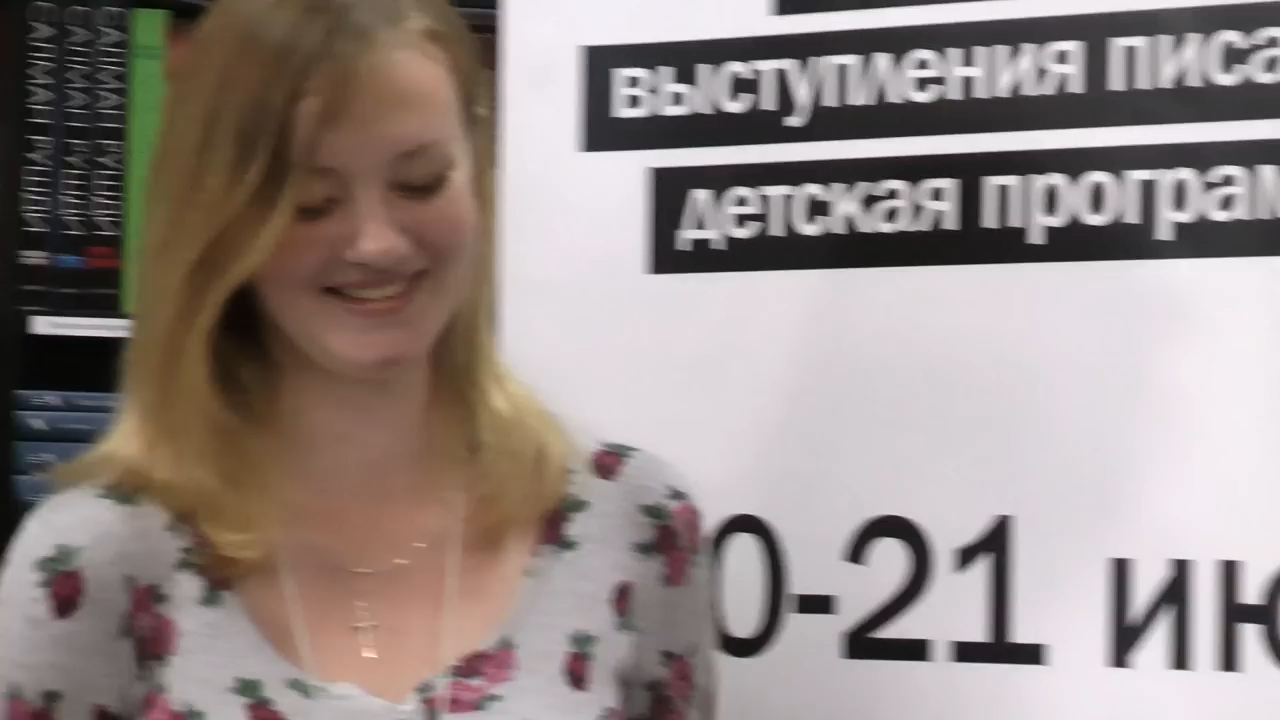 выступления писа
детская програм
0-21 ию